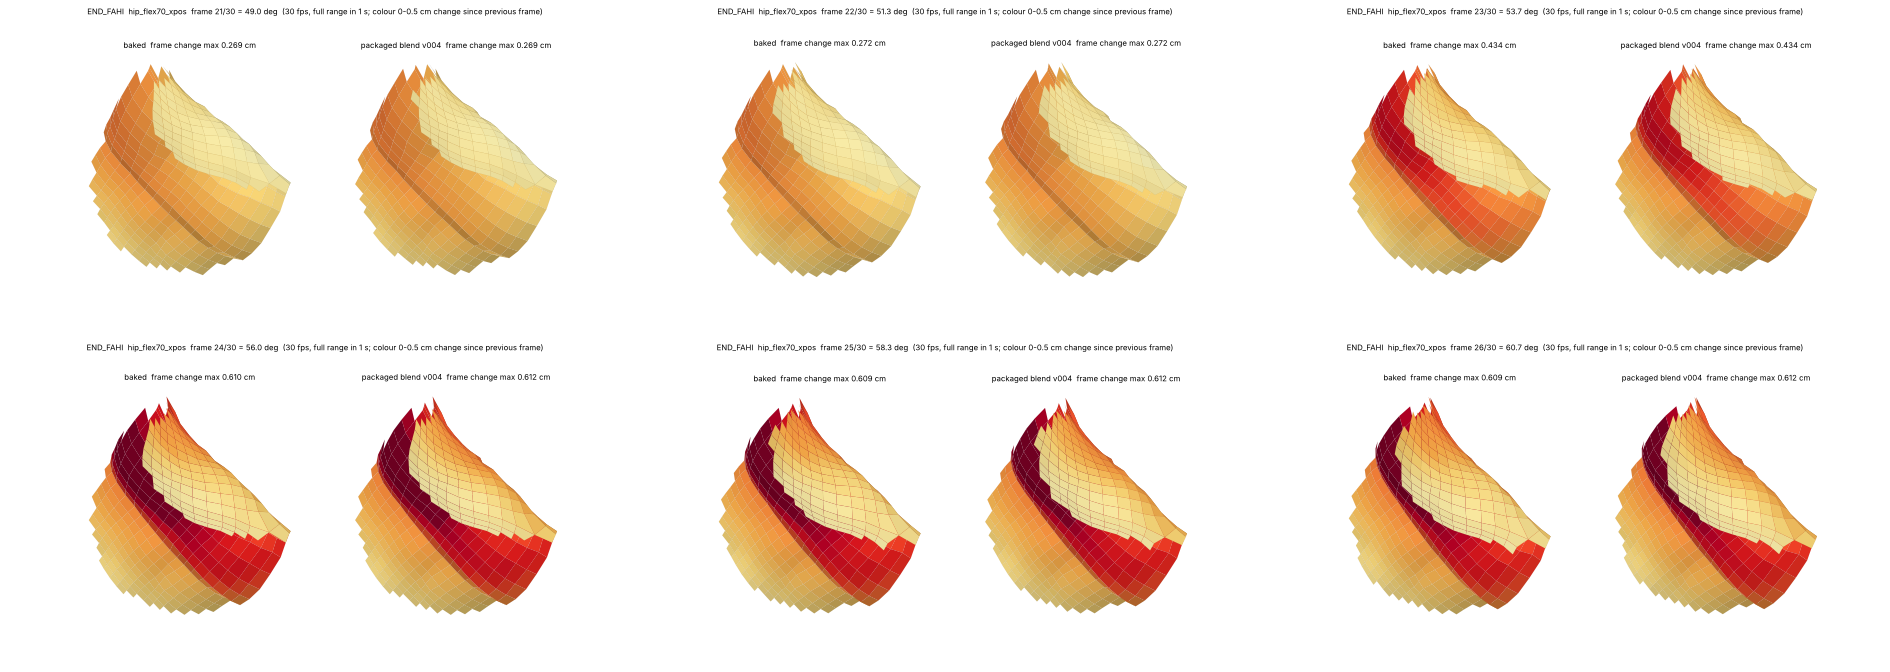 END_FAHI hip_flex70_xpos frame 21/30 = 49.0 deg (30 fps, full range in 1 s; colour 0-0.5 cm change since previous frame)
baked frame change max 0.269 cm
packaged blend v004 frame change max 0.269 cm
END_FAHI hip_flex70_xpos frame 22/30 = 51.3 deg (30 fps, full range in 1 s; colour 0-0.5 cm change since previous frame)
baked frame change max 0.272 cm
packaged blend v004 frame change max 0.272 cm
END_FAHI hip_flex70_xpos frame 23/30 = 53.7 deg (30 fps, full range in 1 s; colour 0-0.5 cm change since previous frame)
baked frame change max 0.434 cm
packaged blend v004 frame change max 0.434 cm
END_FAHI hip_flex70_xpos frame 24/30 = 56.0 deg (30 fps, full range in 1 s; colour 0-0.5 cm change since previous frame)
baked frame change max 0.610 cm
packaged blend v004 frame change max 0.612 cm
END_FAHI hip_flex70_xpos frame 25/30 = 58.3 deg (30 fps, full range in 1 s; colour 0-0.5 cm change since previous frame)
baked frame change max 0.609 cm
packaged blend v004 frame change max 0.612 cm
END_FAHI hip_flex70_xpos frame 26/30 = 60.7 deg (30 fps, full range in 1 s; colour 0-0.5 cm change since previous frame)
baked frame change max 0.609 cm
packaged blend v004 frame change max 0.612 cm